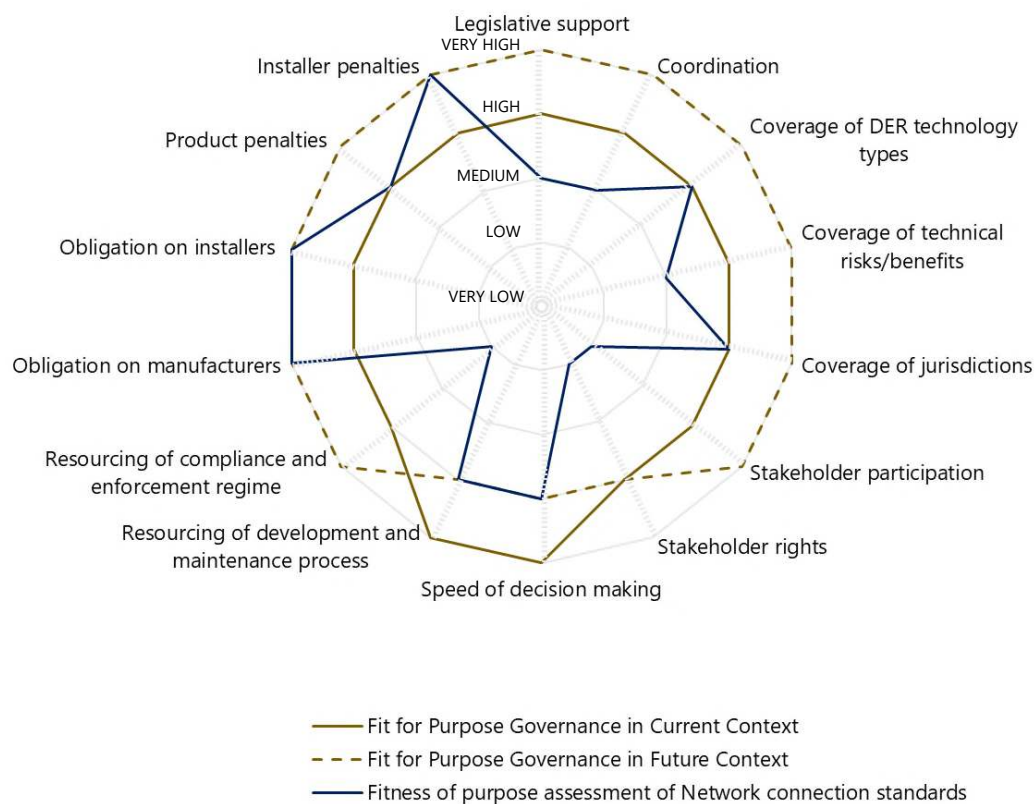 Legislative support
VERY HIGH
Installer penalties
Coordination
HIGH
Product penalties
Coverage of DER technology
types
MEDIUM
Obligation on installers
LOW
Coverage of technical
risks/benefits
VERY LOW
Obligation on manufacturers
Coverage of jurisdictions
Resourcing of compliance and
enforcement regime
Stakeholder participation
Resourcing of development and
maintenance process
Stakeholder rights
Speed of decision making
Fit for Purpose Governance in Current Context
Fit for Purpose Governance in Future Context
Fitness of purpose assessment of Network connection standards